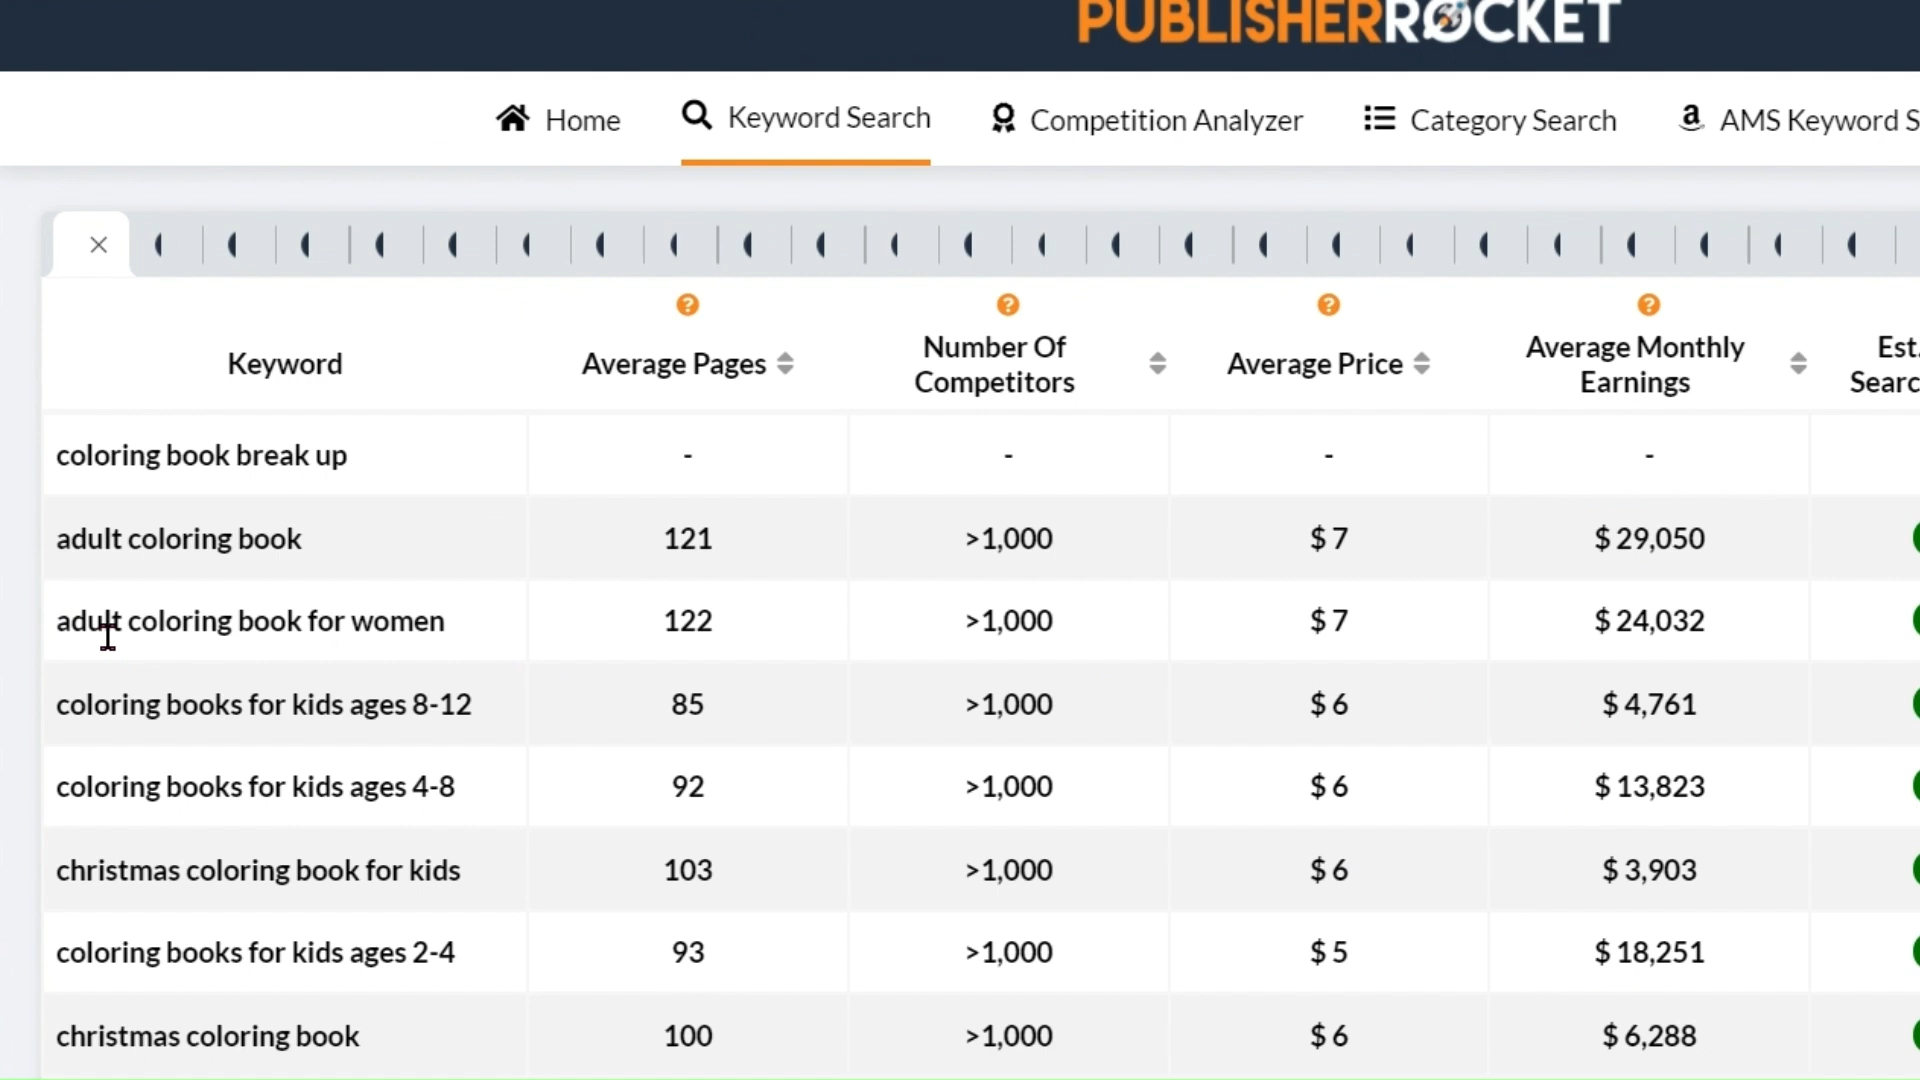 PUBLISHERROCKET
Home Keyword Search Competition Analyzer Category Search AMS Keyword S
Keyword Average Pages Number Of Competitors Average Price Average Monthly Earnings Est. Searc
coloring book break up - - - -
adult coloring book 121 >1,000 $ 7 $ 29,050
adult coloring book for women 122 >1,000 $ 7 $ 24,032
coloring books for kids ages 8-12 85 >1,000 $ 6 $ 4,761
coloring books for kids ages 4-8 92 >1,000 $ 6 $ 13,823
christmas coloring book for kids 103 >1,000 $ 6 $ 3,903
coloring books for kids ages 2-4 93 >1,000 $ 5 $ 18,251
christmas coloring book 100 >1,000 $ 6 $ 6,288